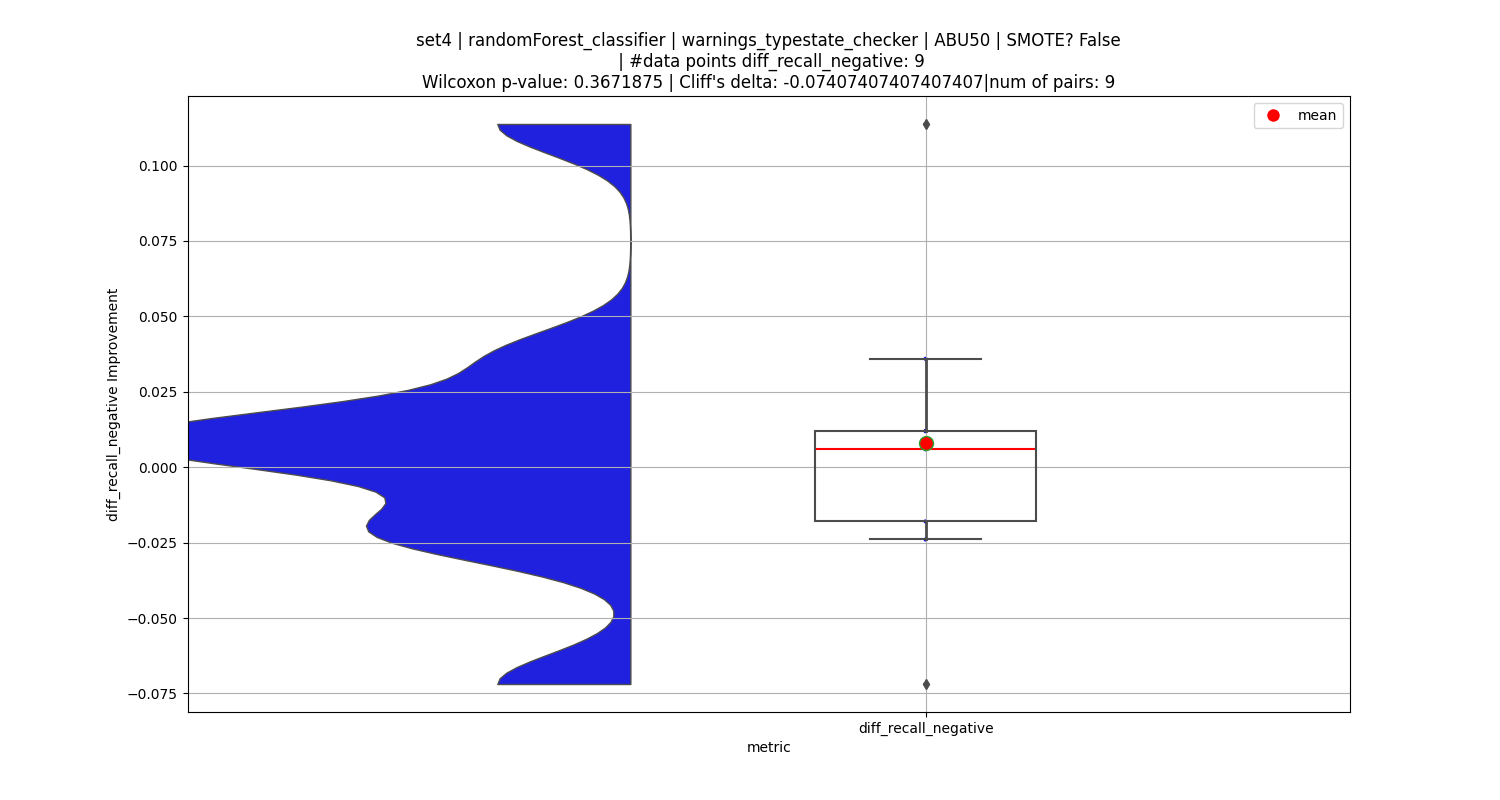 set4 | randomForest_classifier | warnings_typestate_checker | ABU50 | SMOTE? False
| #data points diff_recall_negative: 9
Wilcoxon p-value: 0.3671875 | Cliff's delta: -0.07407407407407407|num of pairs: 9
mean
0.100
0.075
0.050
0.025
0.000
−0.025
−0.050
−0.075
diff_recall_negative Improvement
diff_recall_negative
metric